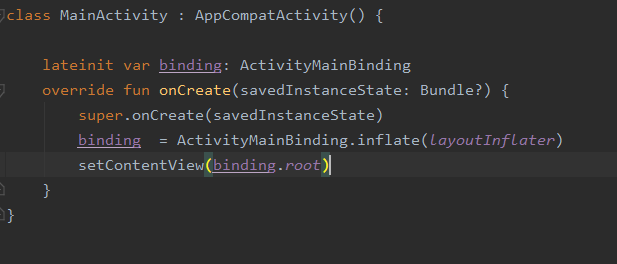 class MainActivity : AppCompatActivity() {
lateinit var binding: ActivityMainBinding
override fun onCreate(savedInstanceState: Bundle?) {
super.onCreate(savedInstanceState)
binding  = ActivityMainBinding.inflate(layoutInflater)
setContentView(binding.root)
}
}